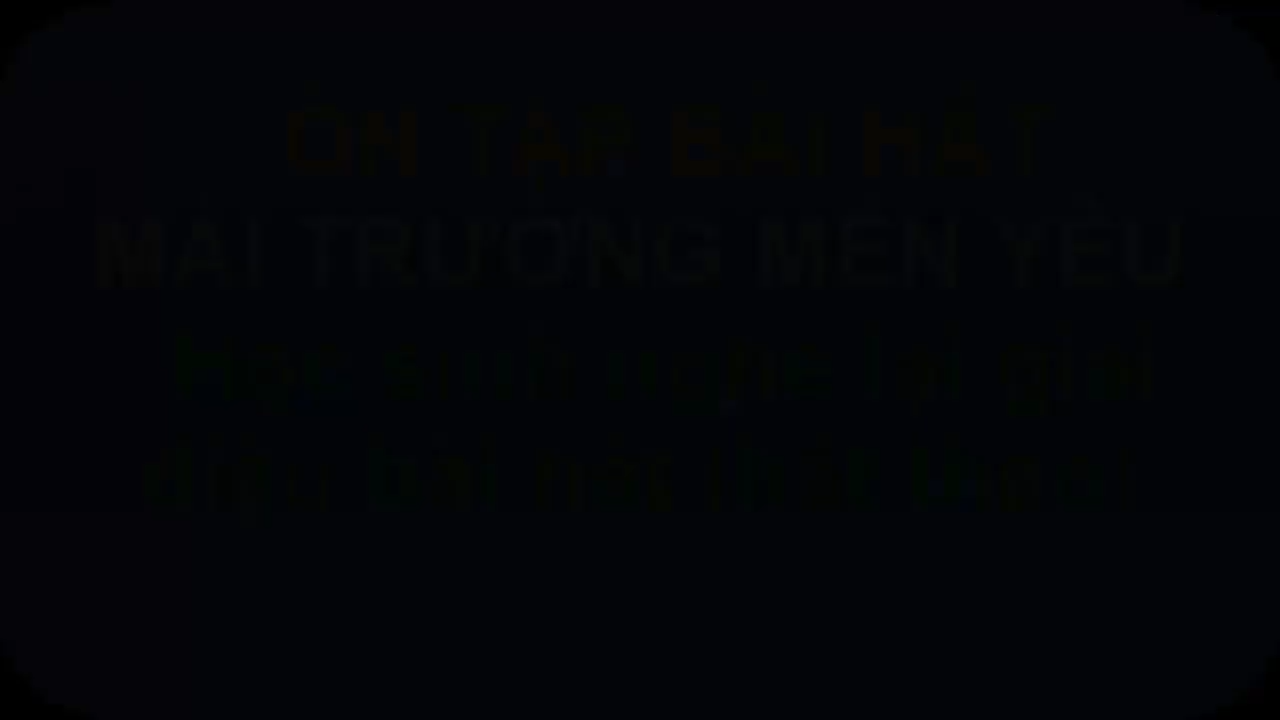 ÔN TẬP BÀI HÁT
MÁI TRƯỜNG MẾN YÊU
Học sinh nghe lại giai
điệu bài hát